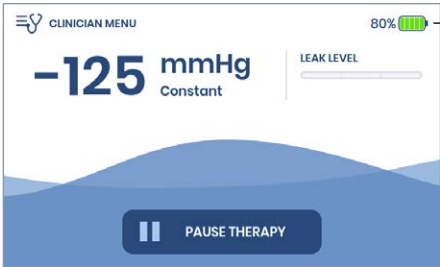 CLINICIAN MENU
80%
-125 mmHg
Constant
LEAK LEVEL
PAUSE THERAPY